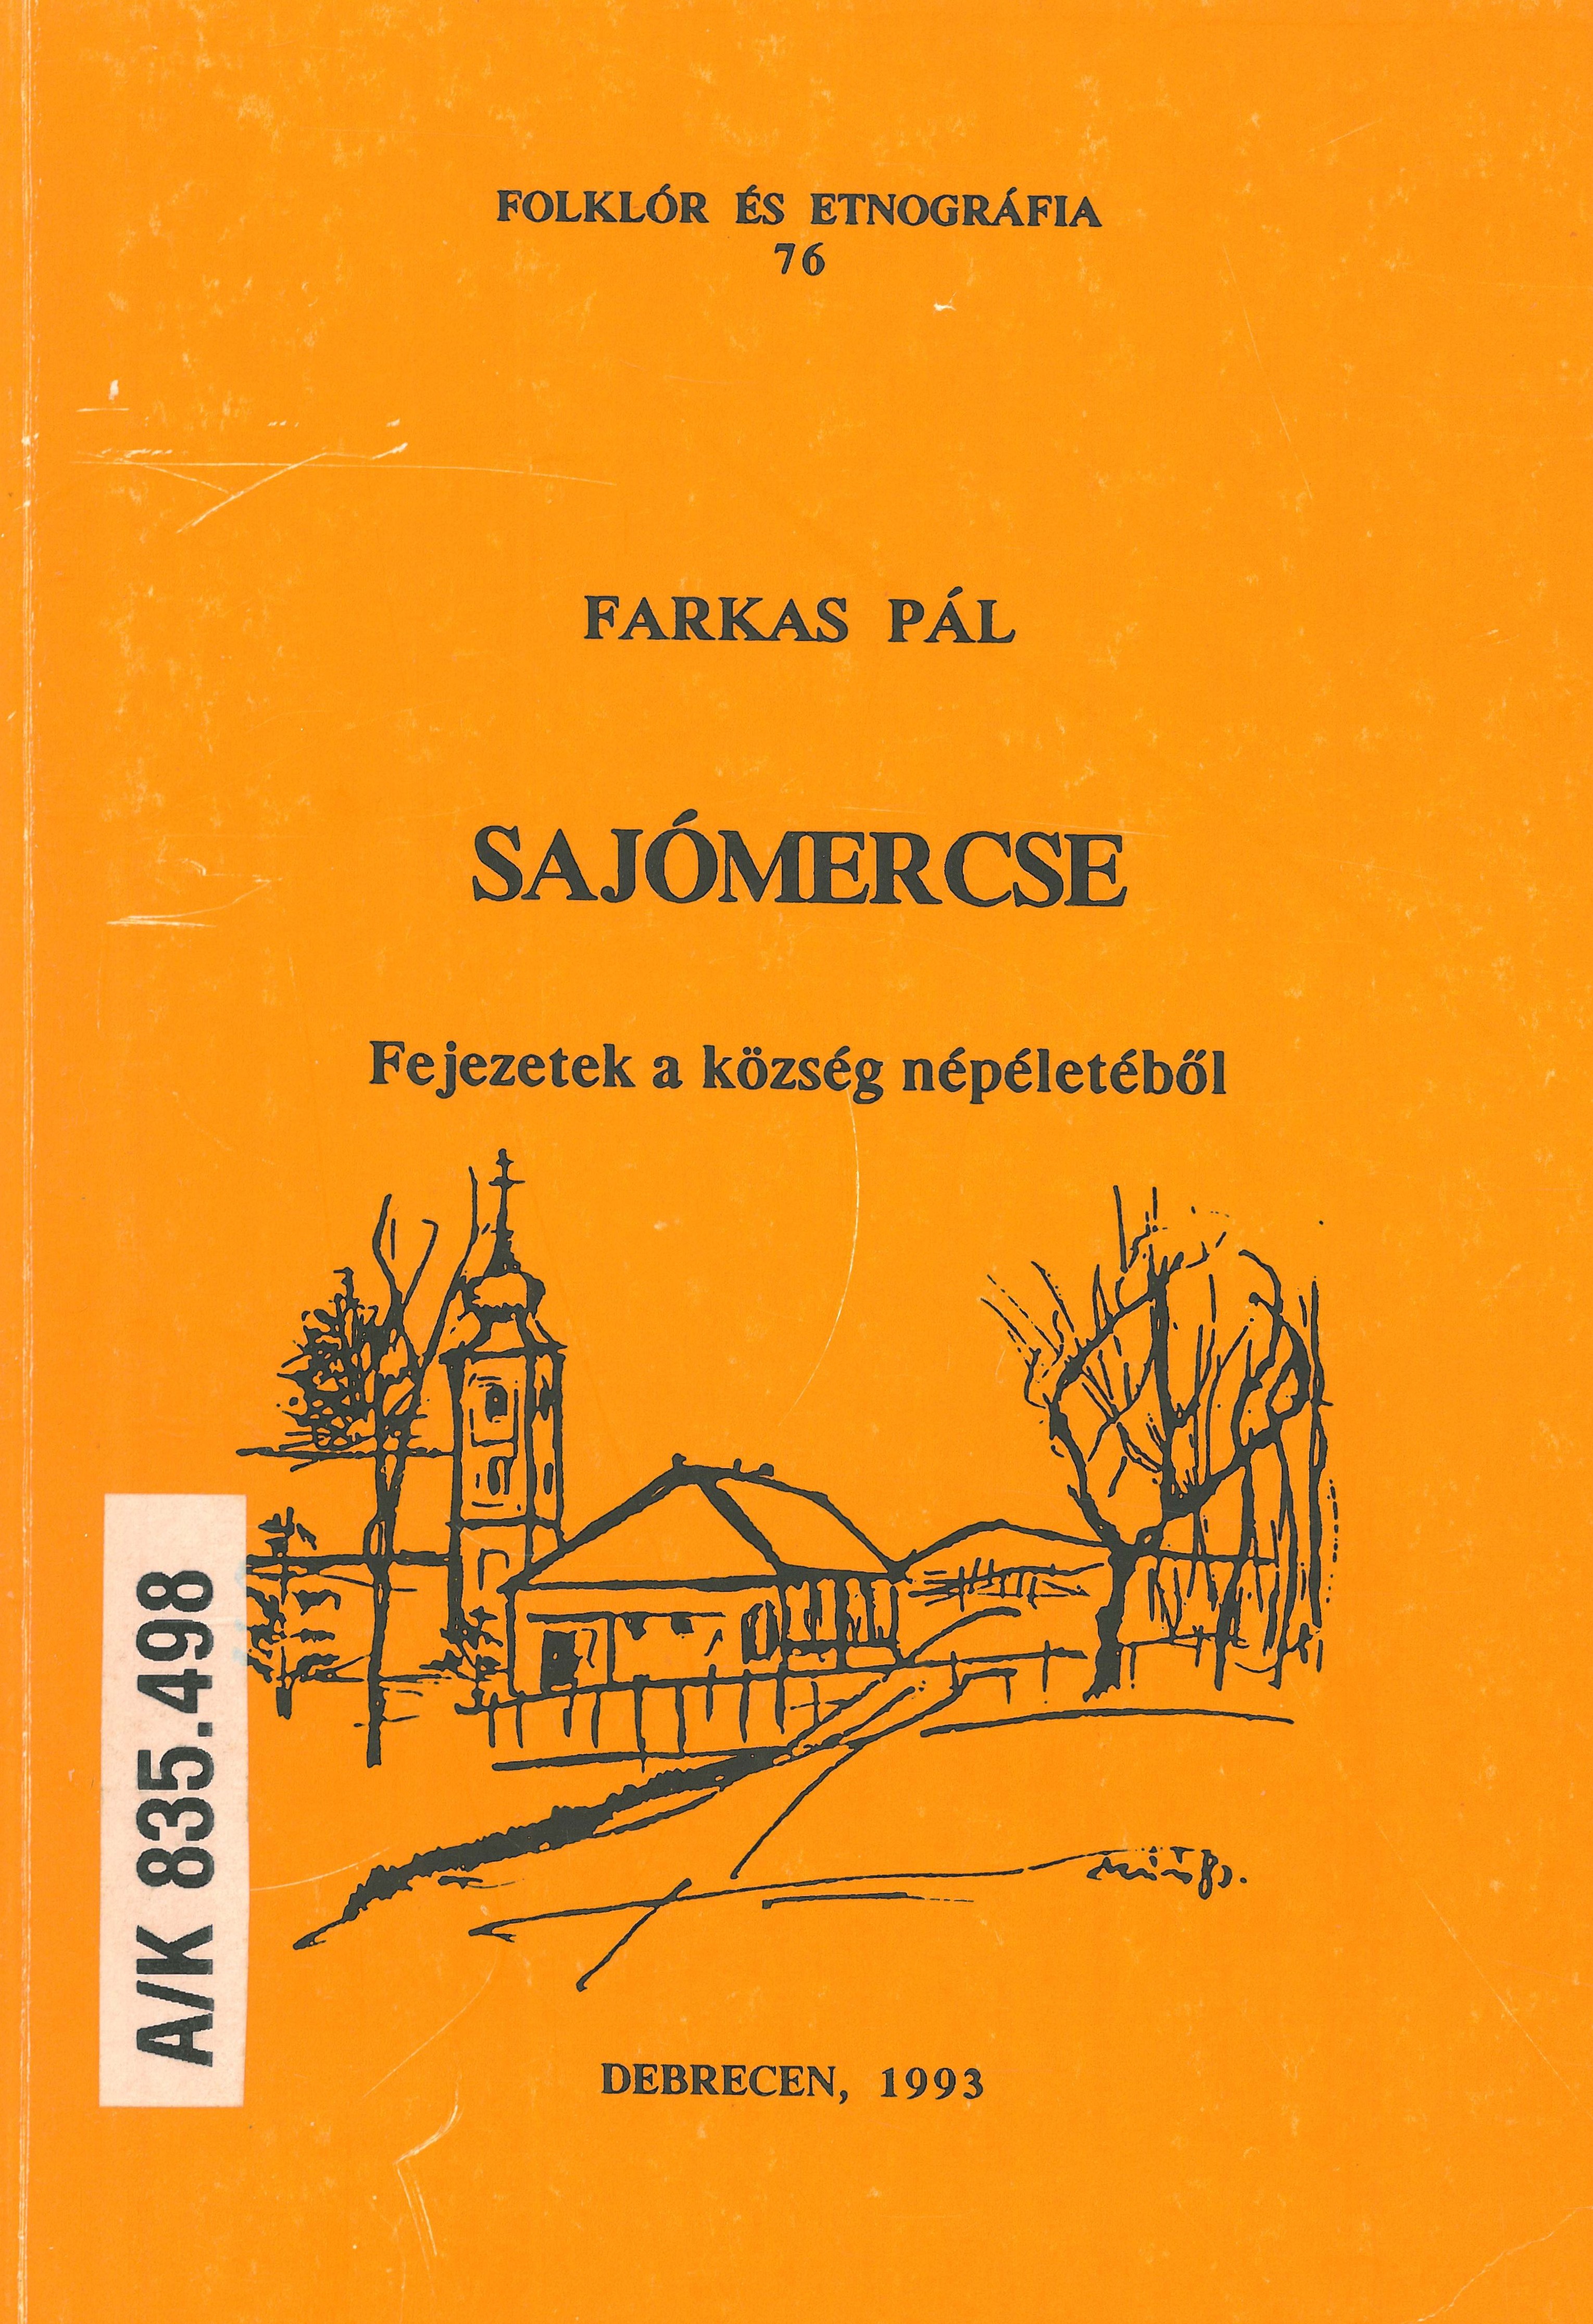 FOLKLÓR ÉS ETNOGRÁFIA
76
FARKAS PÁL
SAJÓMERCSE
Fejezetek a község népéletéből
A/K 835.498
DEBRECEN, 1993